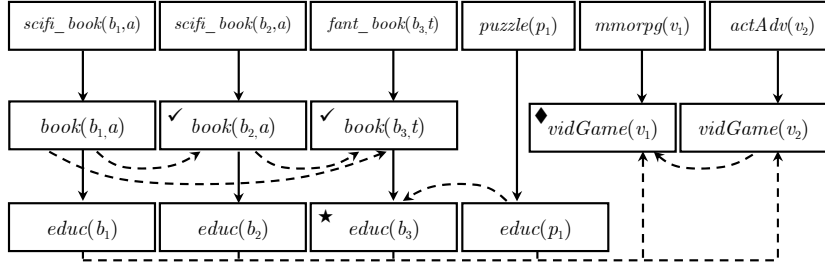 scifi_book(b₁,a) scifi_book(b₂,a) fant_book(b₃,t) puzzle(p₁) mmorpg(v₁) actAdv(v₂)
book(b₁,a) ✓ book(b₂,a) ✓ book(b₃,t) ♦ vidGame(v₁) vidGame(v₂)
educ(b₁) educ(b₂) ★ educ(b₃) educ(p₁)